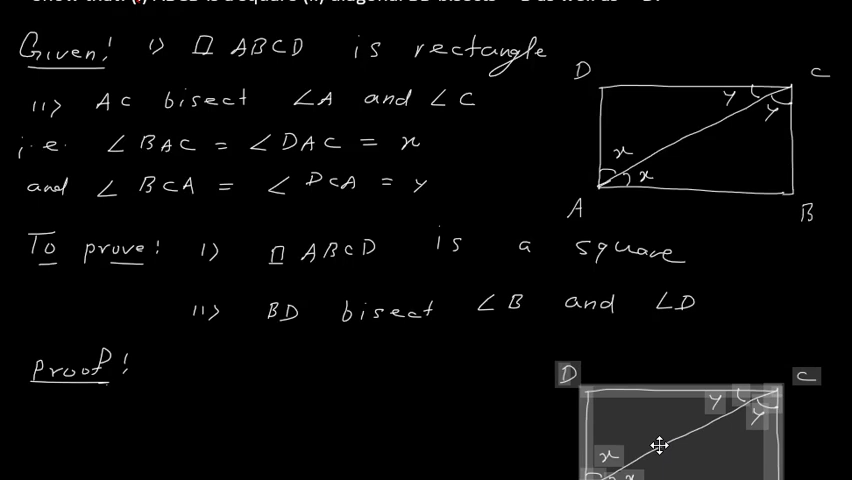 Given! i) □ ABCD is rectangle
ii) AC bisect ∠A and ∠C
i.e. ∠BAC = ∠DAC = x
and ∠BCA = ∠DCA = y
D C
y
y
x
x
A B
To prove: i) □ ABCD is a square
ii) BD bisect ∠B and ∠D
Proof!
D C
y
y
x
x